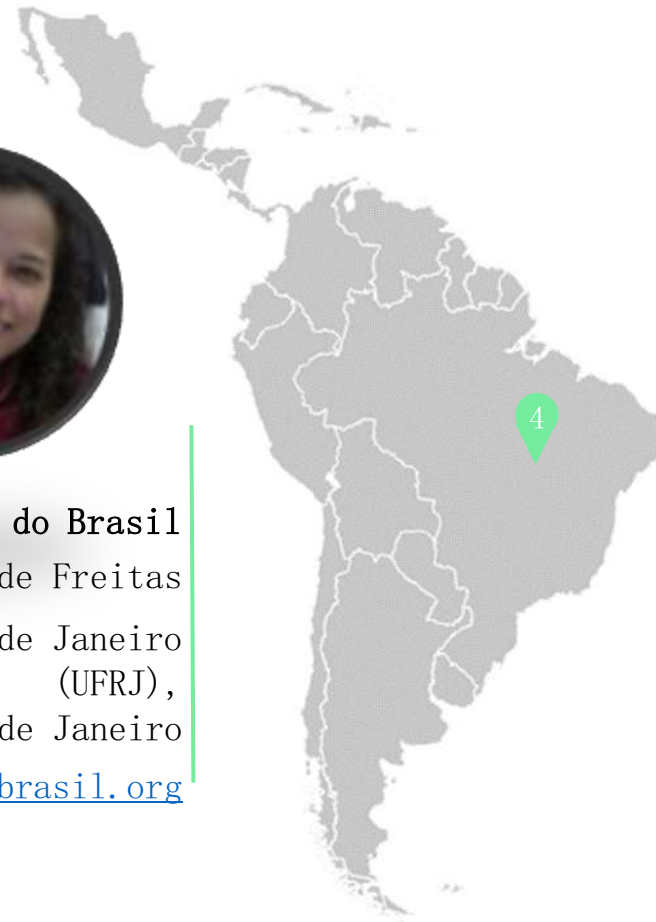 do Brasil
de Freitas
de Janeiro
(UFRJ),
de Janeiro
brasil.org
4